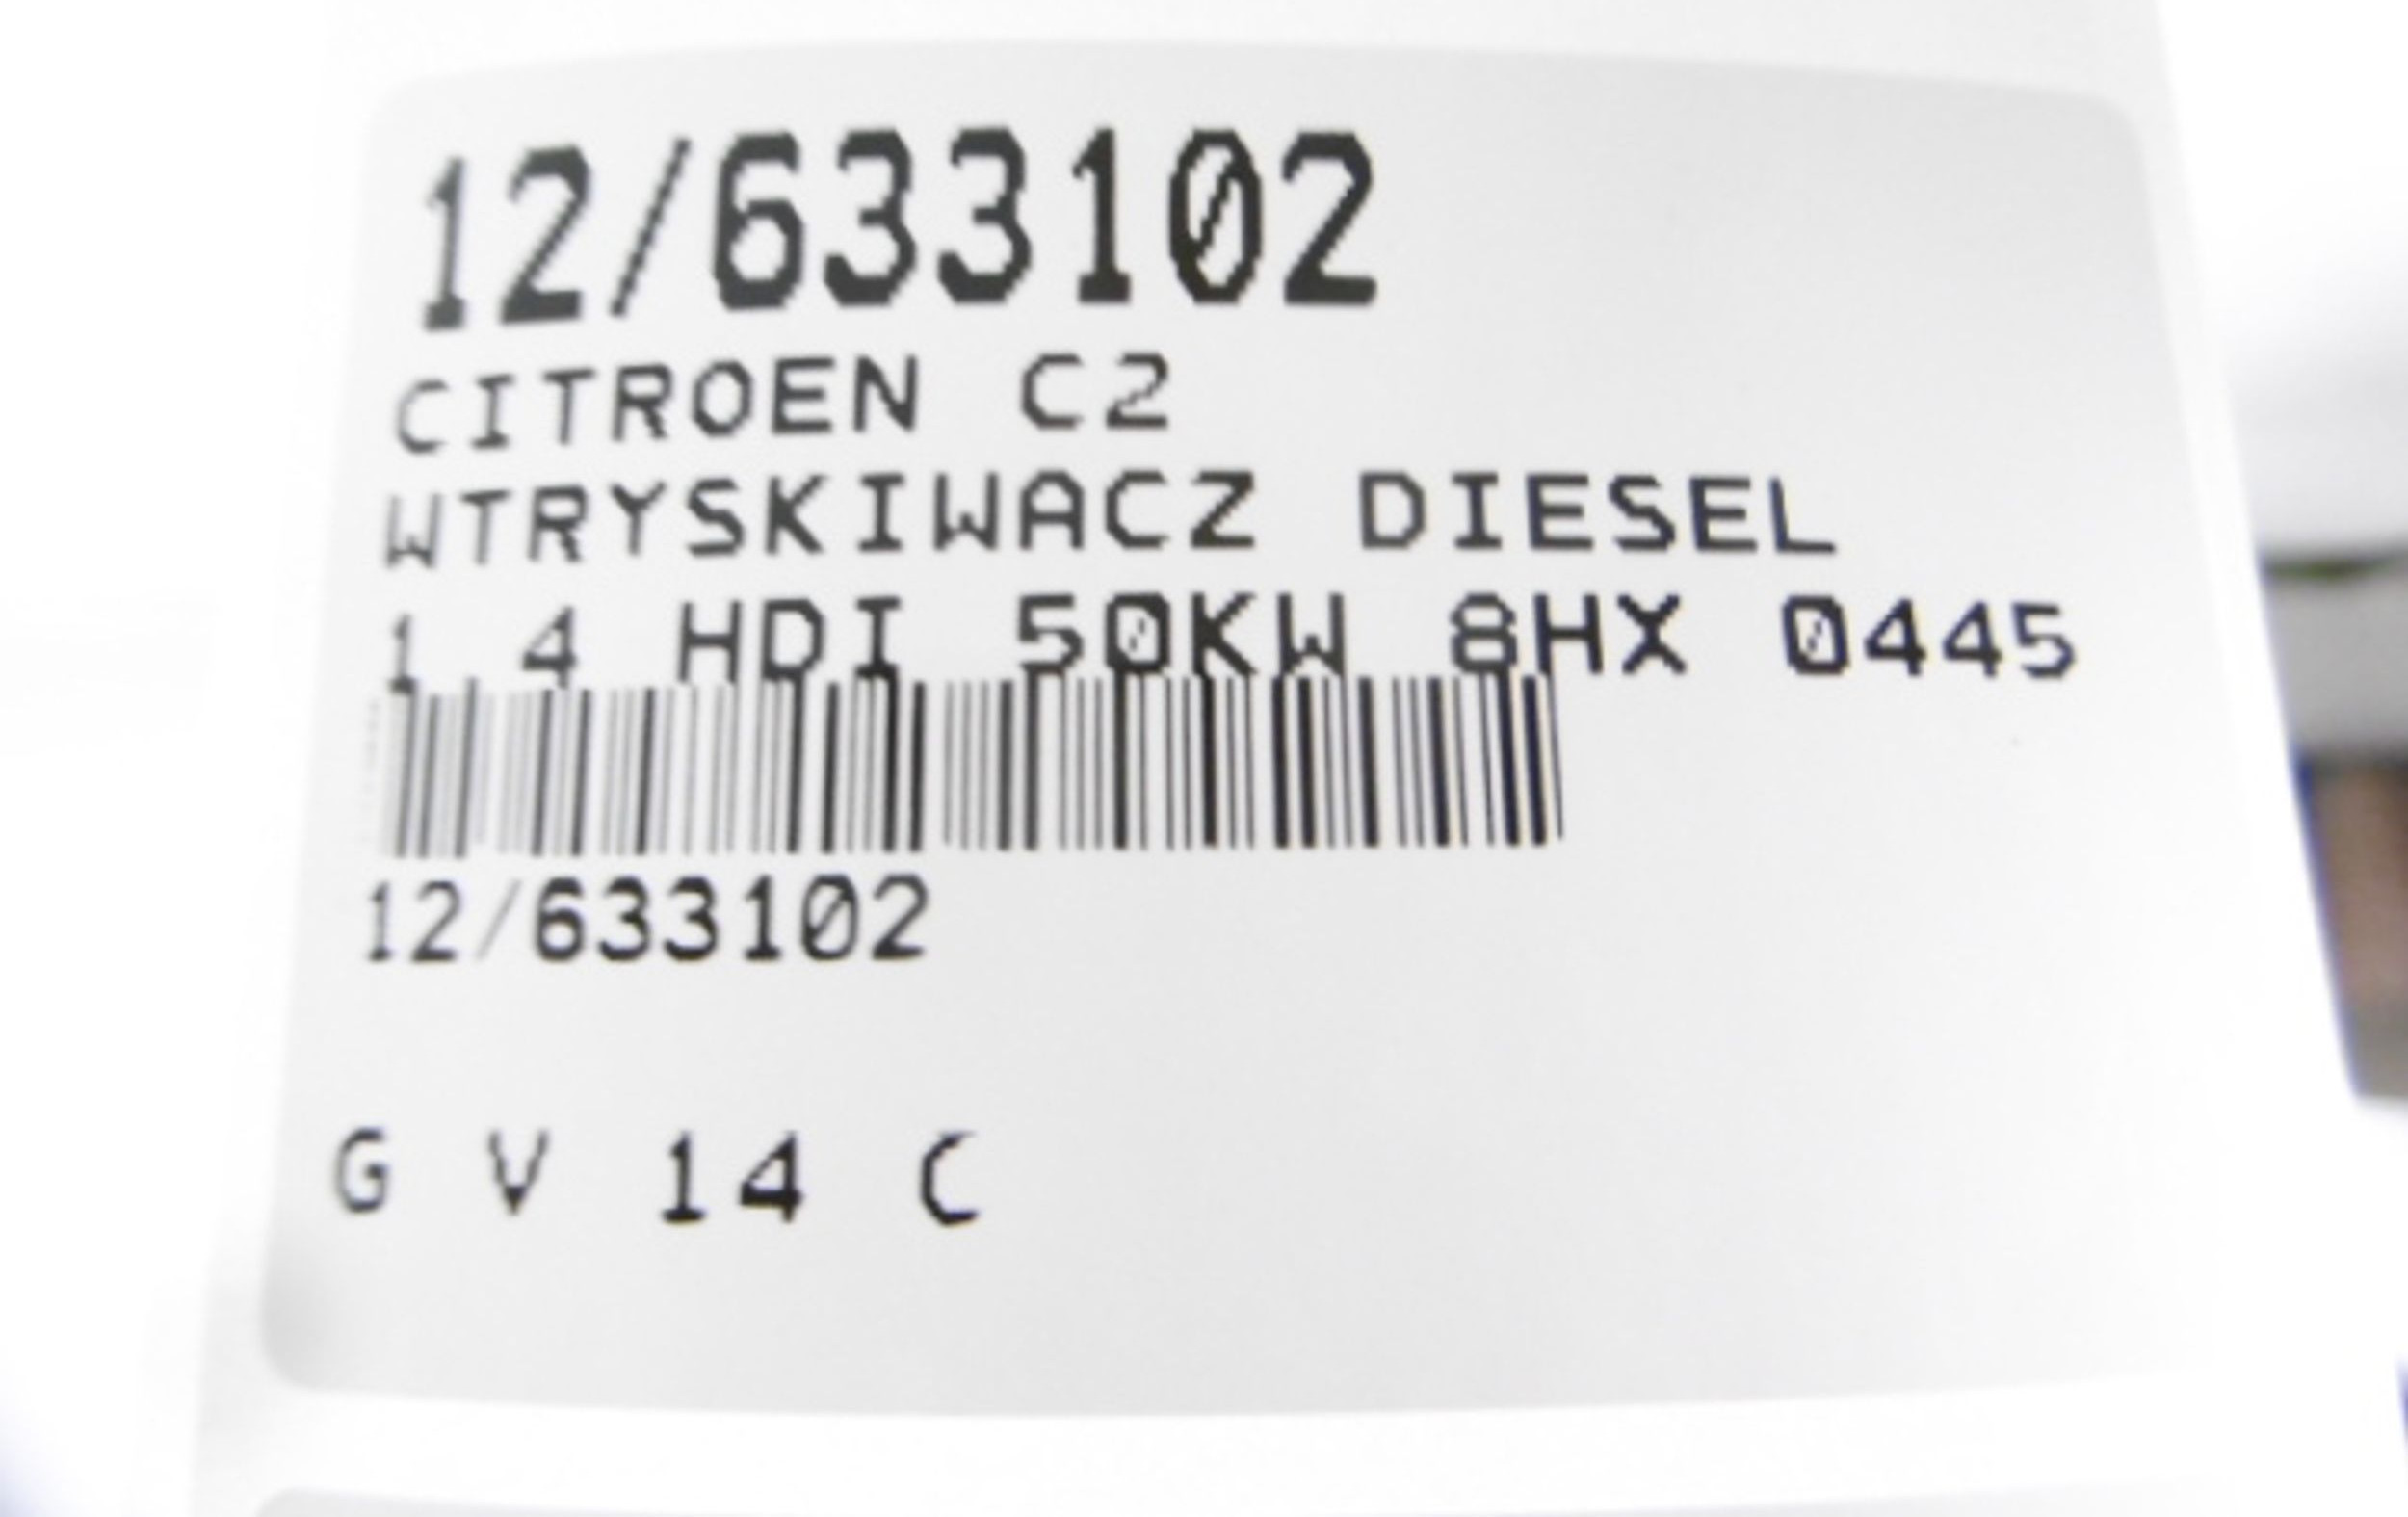 12/633102
CITROEN C2
WTRYSKIWACZ DIESEL
1,4 HDI 50KW 8HX 0445
12/633102
G V 14 C